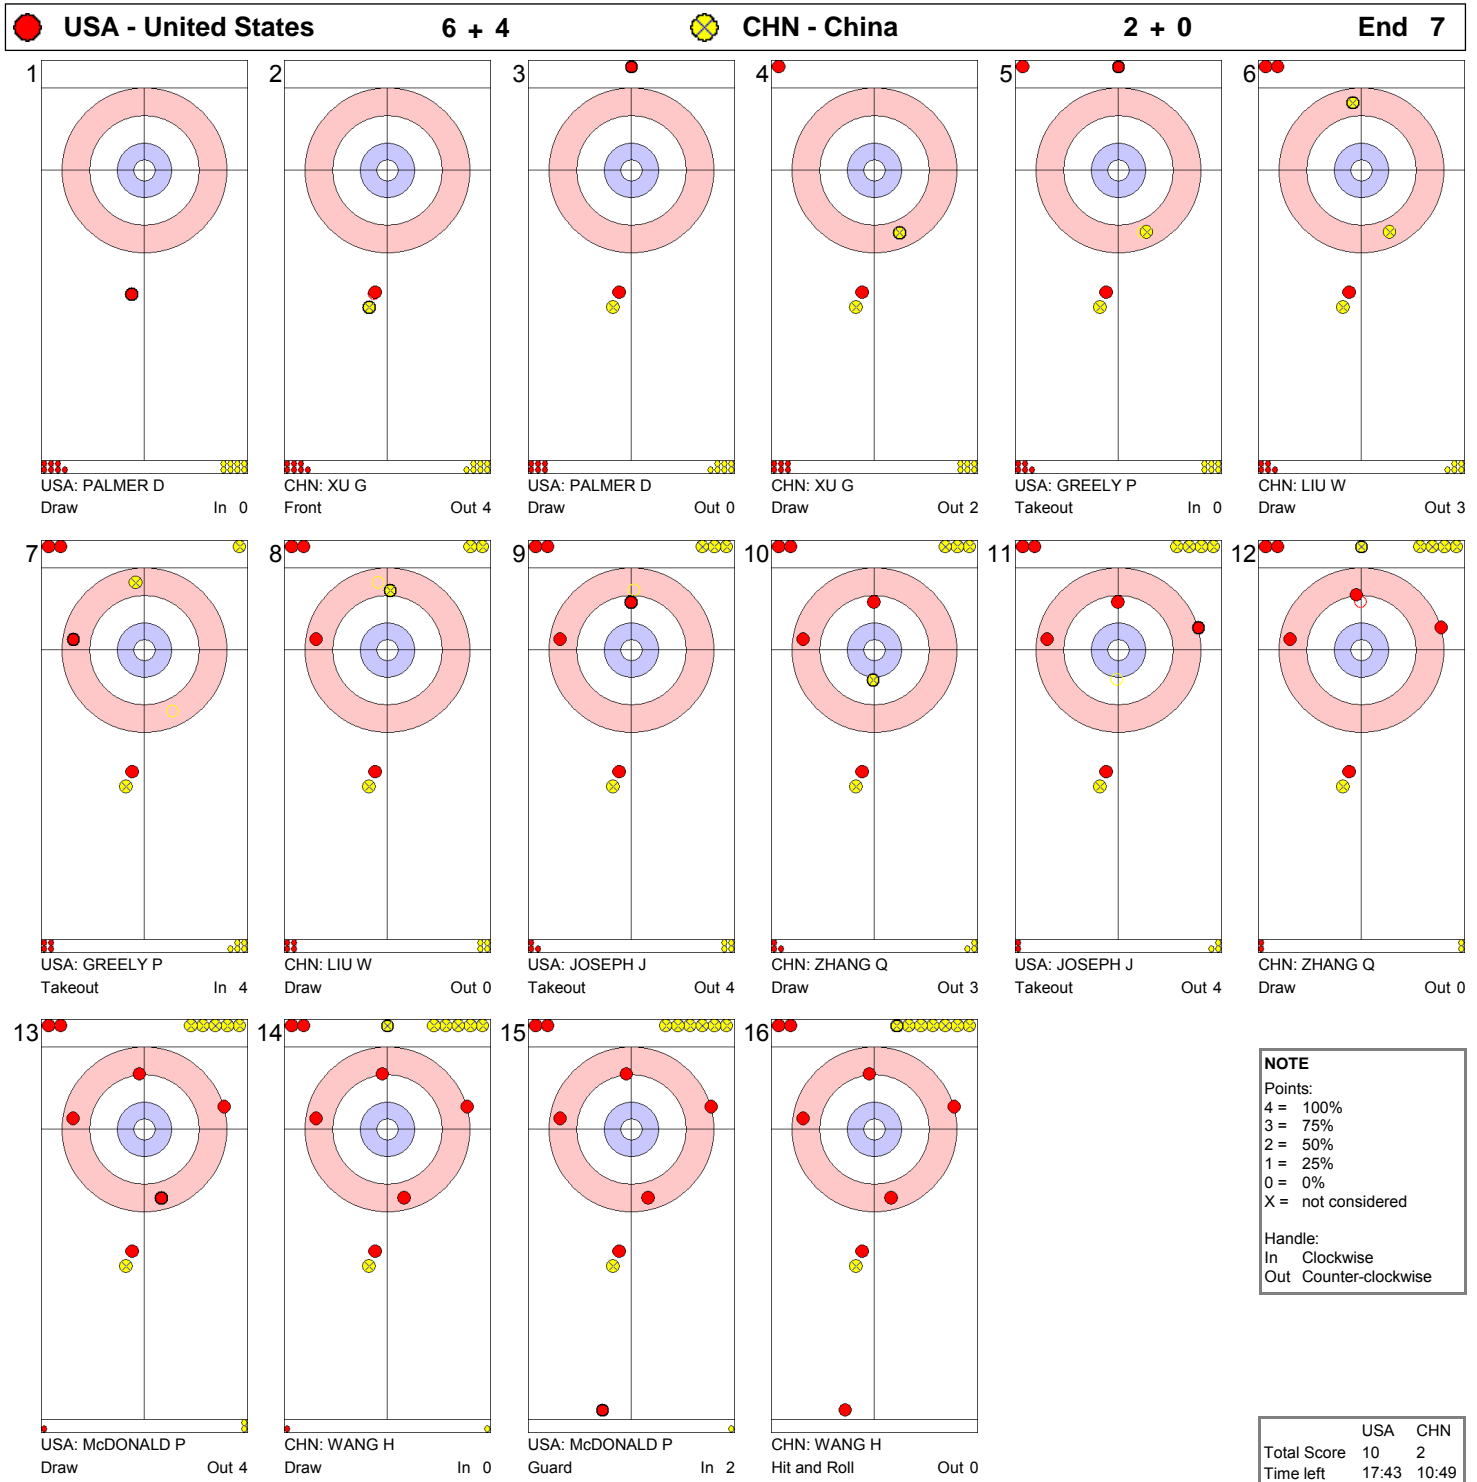 USA - United States 6 + 4 CHN - China 2 + 0 End 7
1 2 3 4 5 6
USA: PALMER D CHN: XU G USA: PALMER D CHN: XU G USA: GREELY P CHN: LIU W
Draw In 0 Front Out 4 Draw Out 0 Draw Out 2 Takeout In 0 Draw Out 3
7 8 9 10 11 12
USA: GREELY P CHN: LIU W USA: JOSEPH J CHN: ZHANG Q USA: JOSEPH J CHN: ZHANG Q
Takeout In 4 Draw Out 0 Takeout Out 4 Draw Out 3 Takeout Out 4 Draw Out 0
13 14 15 16
USA: McDONALD P CHN: WANG H USA: McDONALD P CHN: WANG H
Draw Out 4 Draw In 0 Guard In 2 Hit and Roll Out 0
NOTE
Points:
4 = 100%
3 = 75%
2 = 50%
1 = 25%
0 = 0%
X = not considered
Handle:
In Clockwise
Out Counter-clockwise
USA CHN
Total Score 10 2
Time left 17:43 10:49